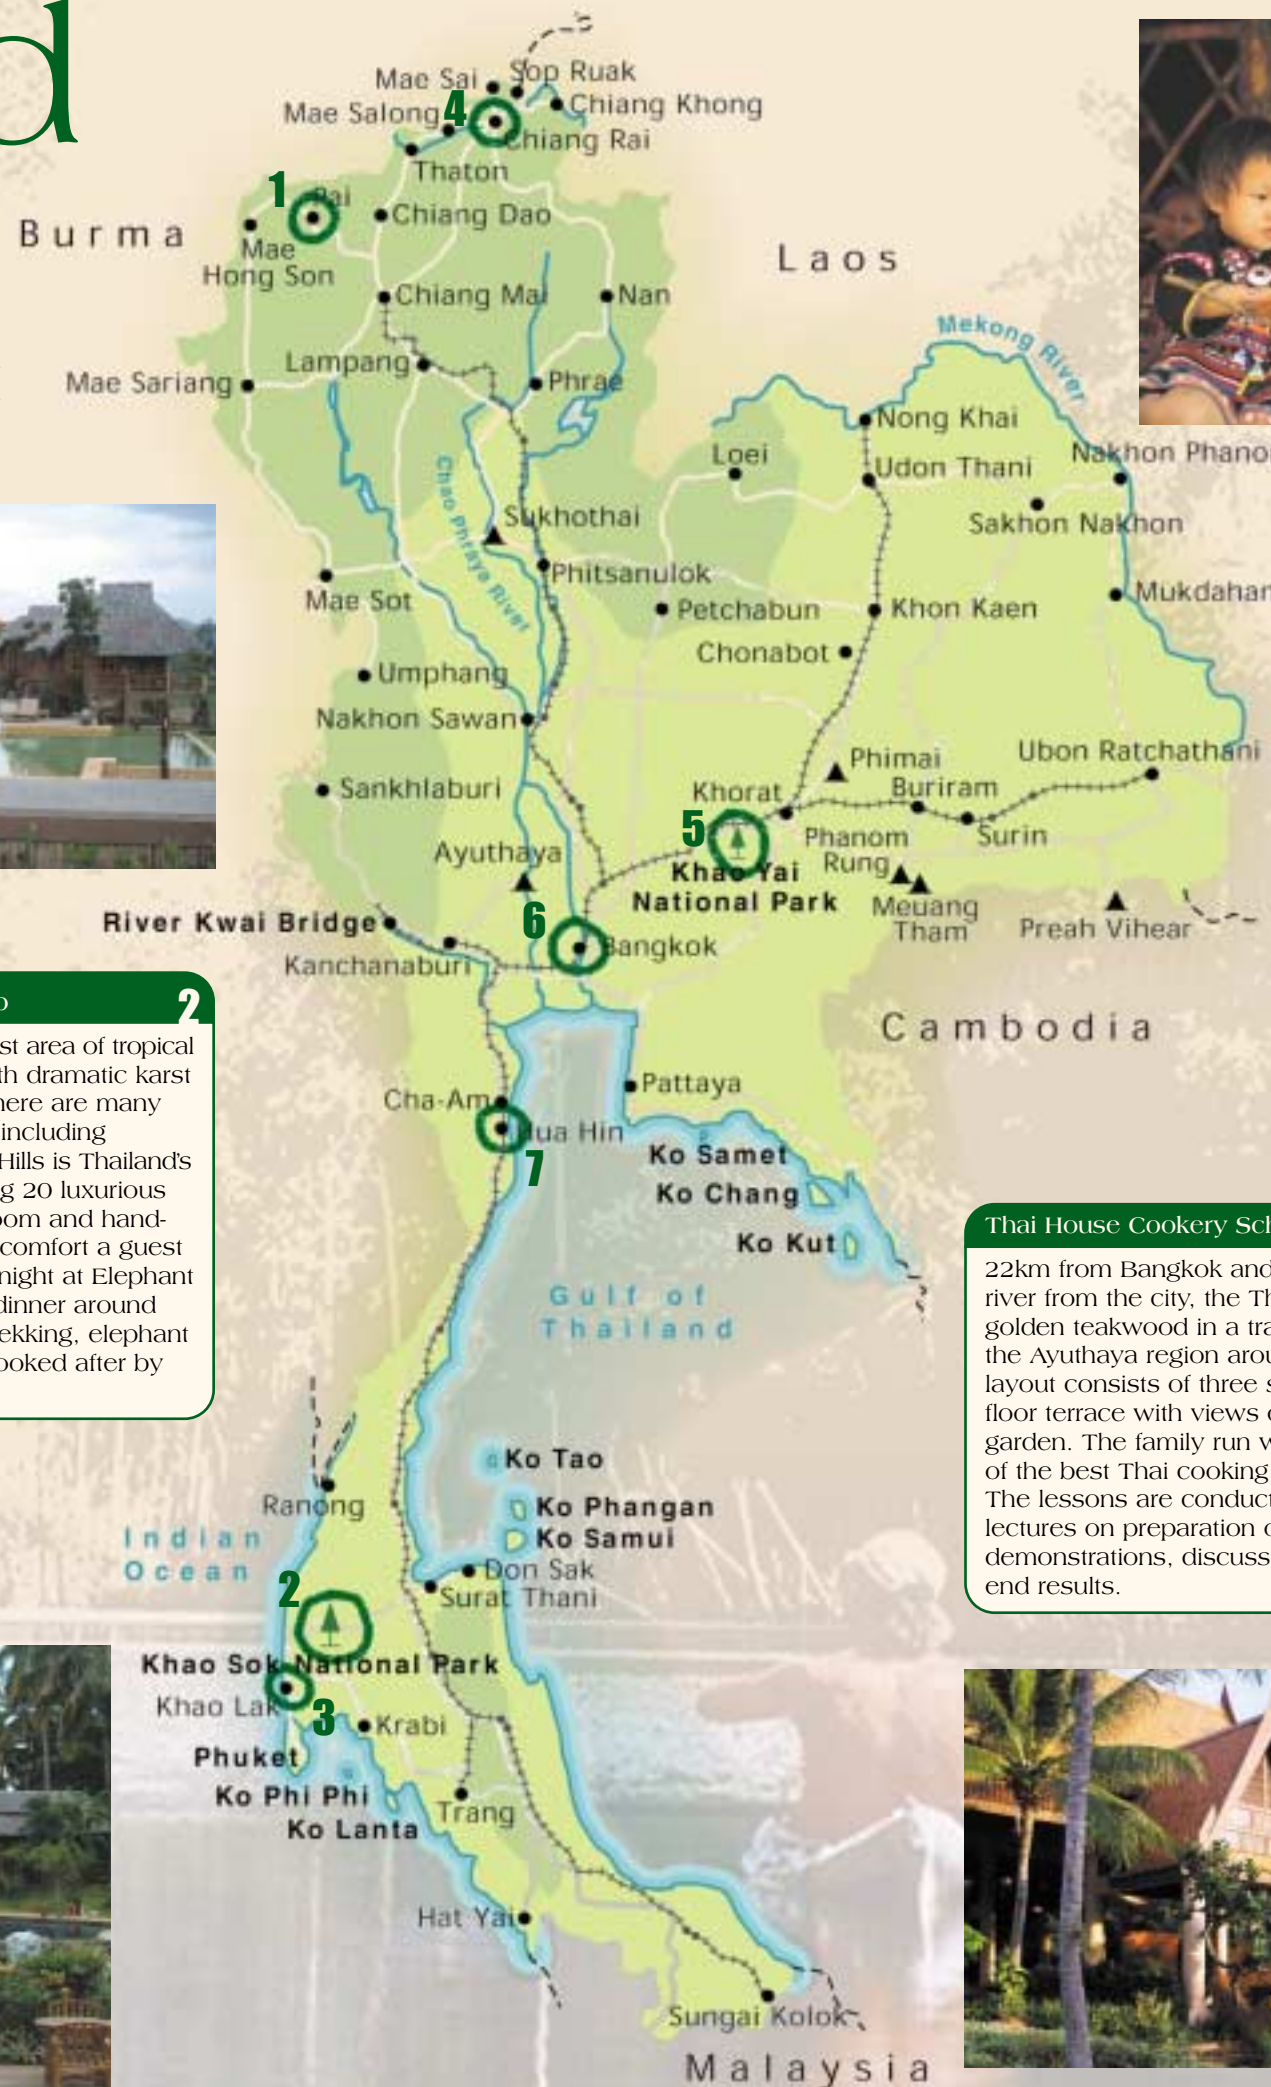 d
Mae Sai
Sop Ruak
Mae Salong
4
Chiang Khong
Chiang Rai
Thaton
1
Pai
Chiang Dao
Burma
Mae
Hong Son
Laos
Chiang Mai
Nan
Mekong River
Lampang
Mae Sariang
Phrae
Nong Khai
Loei
Udon Thani
Nakhon Phano
Chao Phraya River
Sukhothai
Sakhon Nakhon
Phitsanulok
Mae Sot
Petchabun
Khon Kaen
Mukdahan
Chonabot
Umphang
Nakhon Sawan
Phimai
Ubon Ratchathani
Sankhlaburi
Khorat
Buriram
5
Phanom
Rung
Surin
Ayuthaya
Khao Yai
National Park
Meuang
Tham
Preah Vihear
River Kwai Bridge
6
Bangkok
Kanchanaburi
2
st area of tropical
th dramatic karst
here are many
including
Hills is Thailand's
g 20 luxurious
oom and hand-
comfort a guest
night at Elephant
dinner around
ekking, elephant
ooked after by
Cambodia
Pattaya
Cha-Am
Hua Hin
7
Ko Samet
Ko Chang
Ko Kut
Gulf of
Thailand
Thai House Cookery Sch
22km from Bangkok and
river from the city, the Th
golden teakwood in a tra
the Ayuthaya region arou
layout consists of three s
floor terrace with views o
garden. The family run w
of the best Thai cooking
The lessons are conduct
lectures on preparation o
demonstrations, discuss
end results.
Ko Tao
Ranong
Ko Phangan
Indian
Ocean
Ko Samui
Don Sak
2
Surat Thani
Khao Sok National Park
Khao Lak
3
Krabi
Phuket
Ko Phi Phi
Trang
Ko Lanta
Hat Yai
Sungai Kolok
Malaysia